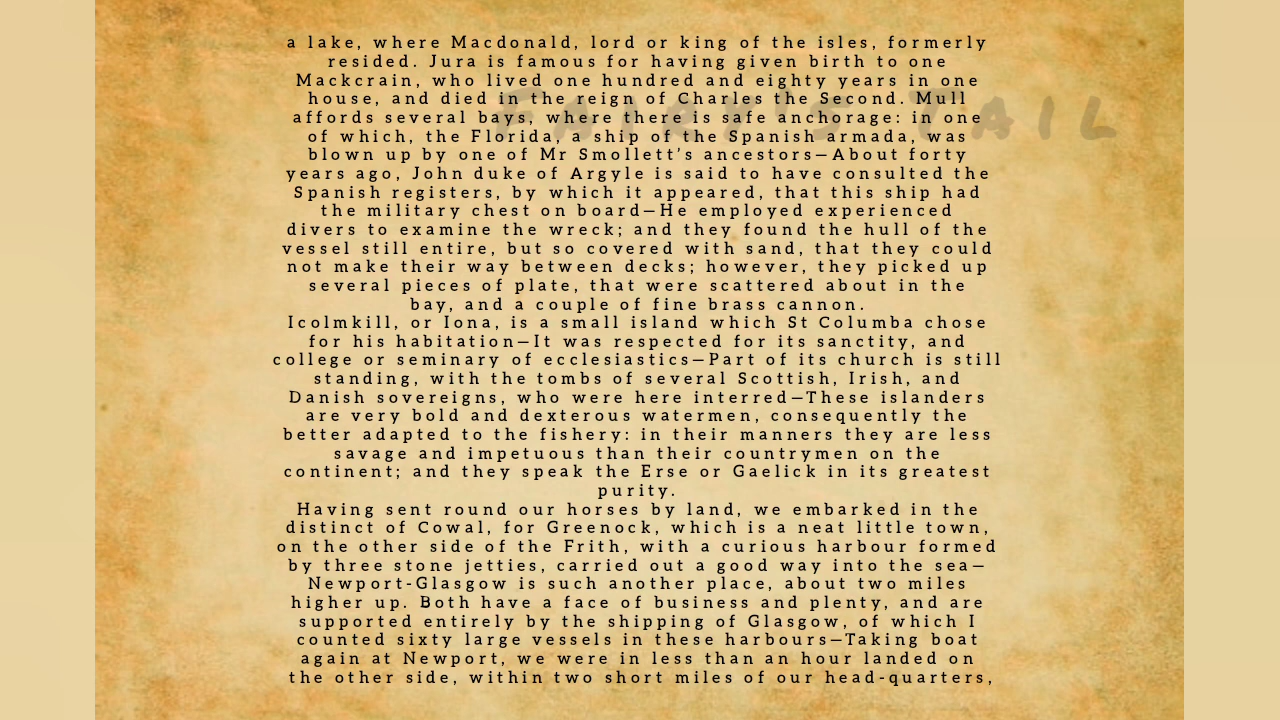 a lake, where Macdonald, lord or king of the isles, formerly
resided. Jura is famous for having given birth to one
Mackcrain, who lived one hundred and eighty years in one
house, and died in the reign of Charles the Second. Mull
affords several bays, where there is safe anchorage: in one
of which, the Florida, a ship of the Spanish armada, was
blown up by one of Mr Smollett's ancestors—About forty
years ago, John duke of Argyle is said to have consulted the
Spanish registers, by which it appeared, that this ship had
the military chest on board—He employed experienced
divers to examine the wreck; and they found the hull of the
vessel still entire, but so covered with sand, that they could
not make their way between decks; however, they picked up
several pieces of plate, that were scattered about in the
bay, and a couple of fine brass cannon.
Icolmkill, or Iona, is a small island which St Columba chose
for his habitation—It was respected for its sanctity, and
college or seminary of ecclesiastics—Part of its church is still
standing, with the tombs of several Scottish, Irish, and
Danish sovereigns, who were here interred—These islanders
are very bold and dexterous watermen, consequently the
better adapted to the fishery: in their manners they are less
savage and impetuous than their countrymen on the
continent; and they speak the Erse or Gaelick in its greatest
purity.
Having sent round our horses by land, we embarked in the
distinct of Cowal, for Greenock, which is a neat little town,
on the other side of the Frith, with a curious harbour formed
by three stone jetties, carried out a good way into the sea—
Newport-Glasgow is such another place, about two miles
higher up. Both have a face of business and plenty, and are
supported entirely by the shipping of Glasgow, of which I
counted sixty large vessels in these harbours—Taking boat
again at Newport, we were in less than an hour landed on
the other side, within two short miles of our head-quarters,